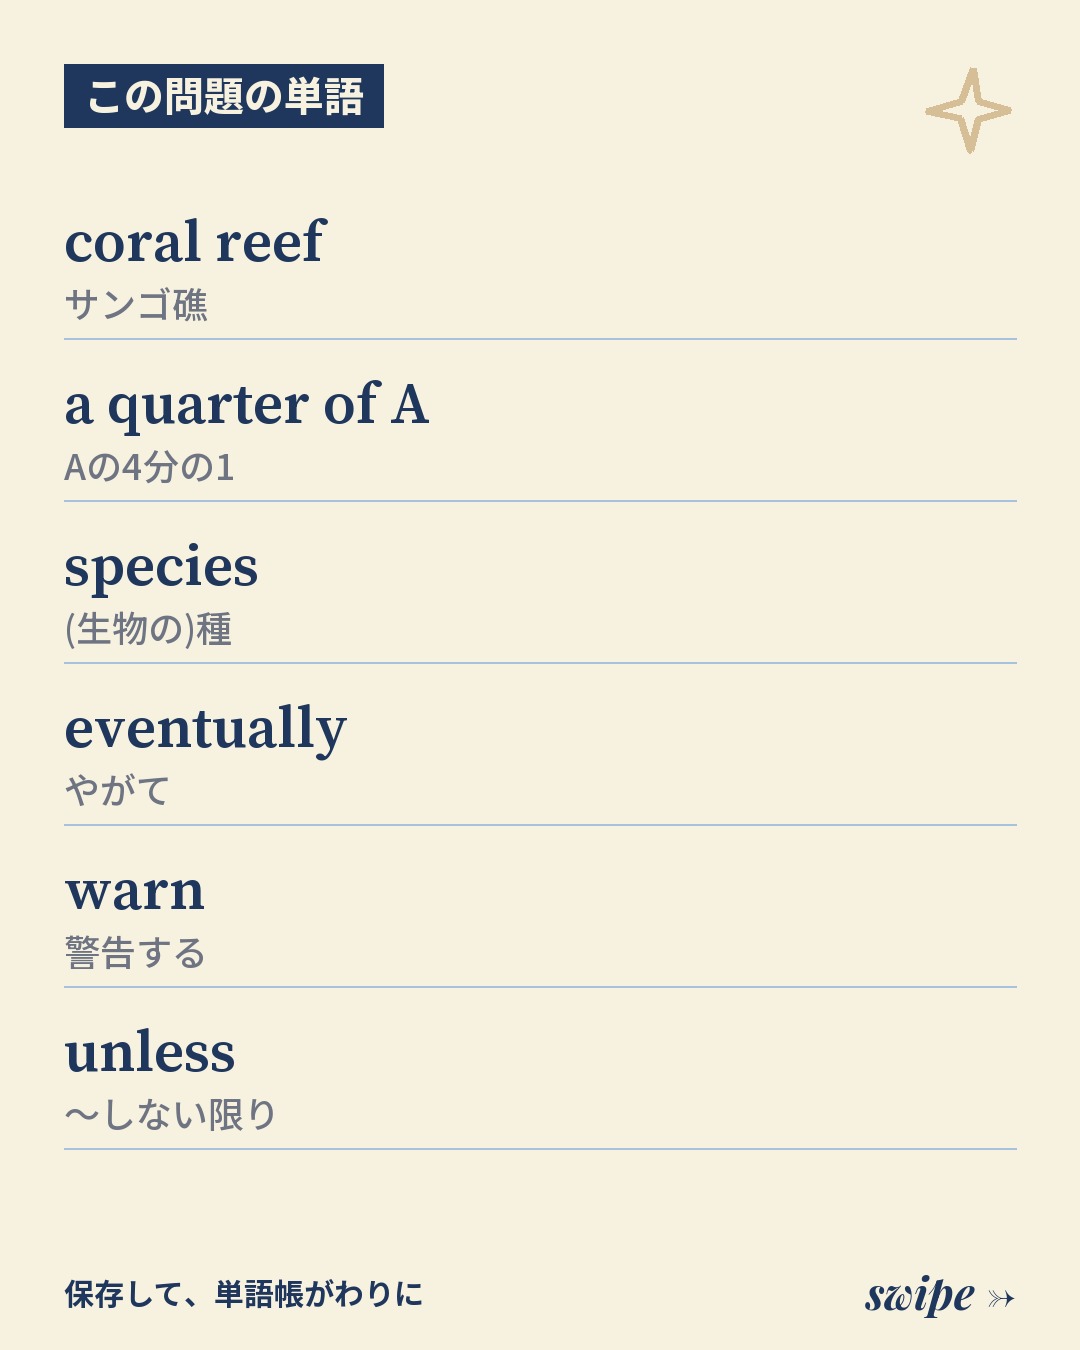 この問題の単語
coral reef
サンゴ礁
a quarter of A
Aの4分の1
species
(生物の)種
eventually
やがて
warn
警告する
unless
〜しない限り
保存して、単語帳がわりに
swipe